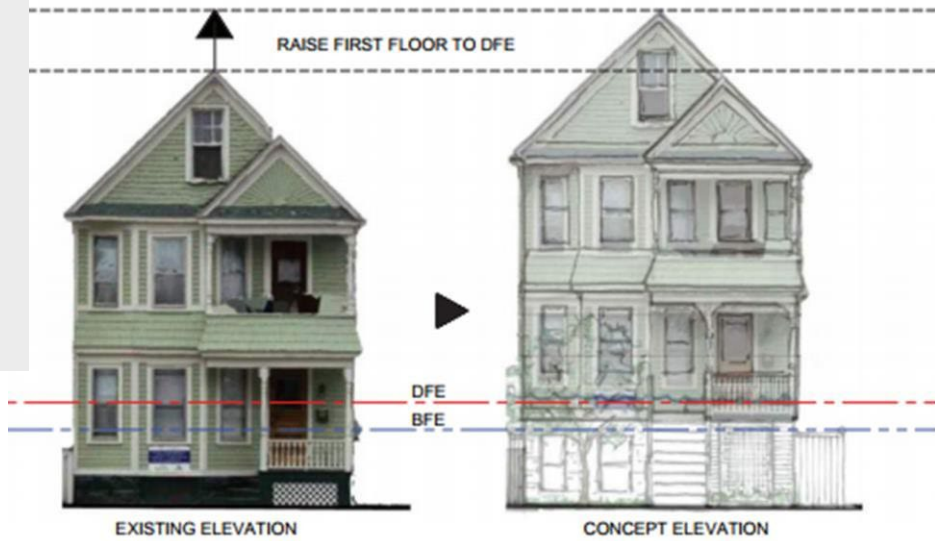 RAISE FIRST FLOOR TO DFE
DFE
BFE
EXISTING ELEVATION
CONCEPT ELEVATION